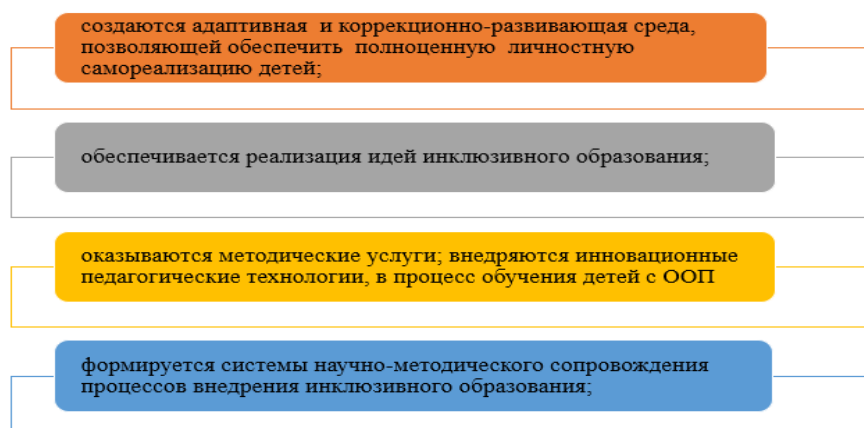 создаются адаптивная и коррекционно-развивающая среда,
позволяющей обеспечить полноценную личностную
самореализацию детей;
обеспечивается реализация идей инклюзивного образования;
оказываются методические услуги; внедряются инновационные
педагогические технологии, в процесс обучения детей с ООП
формируется системы научно-методического сопровождения
процессов внедрения инклюзивного образования;